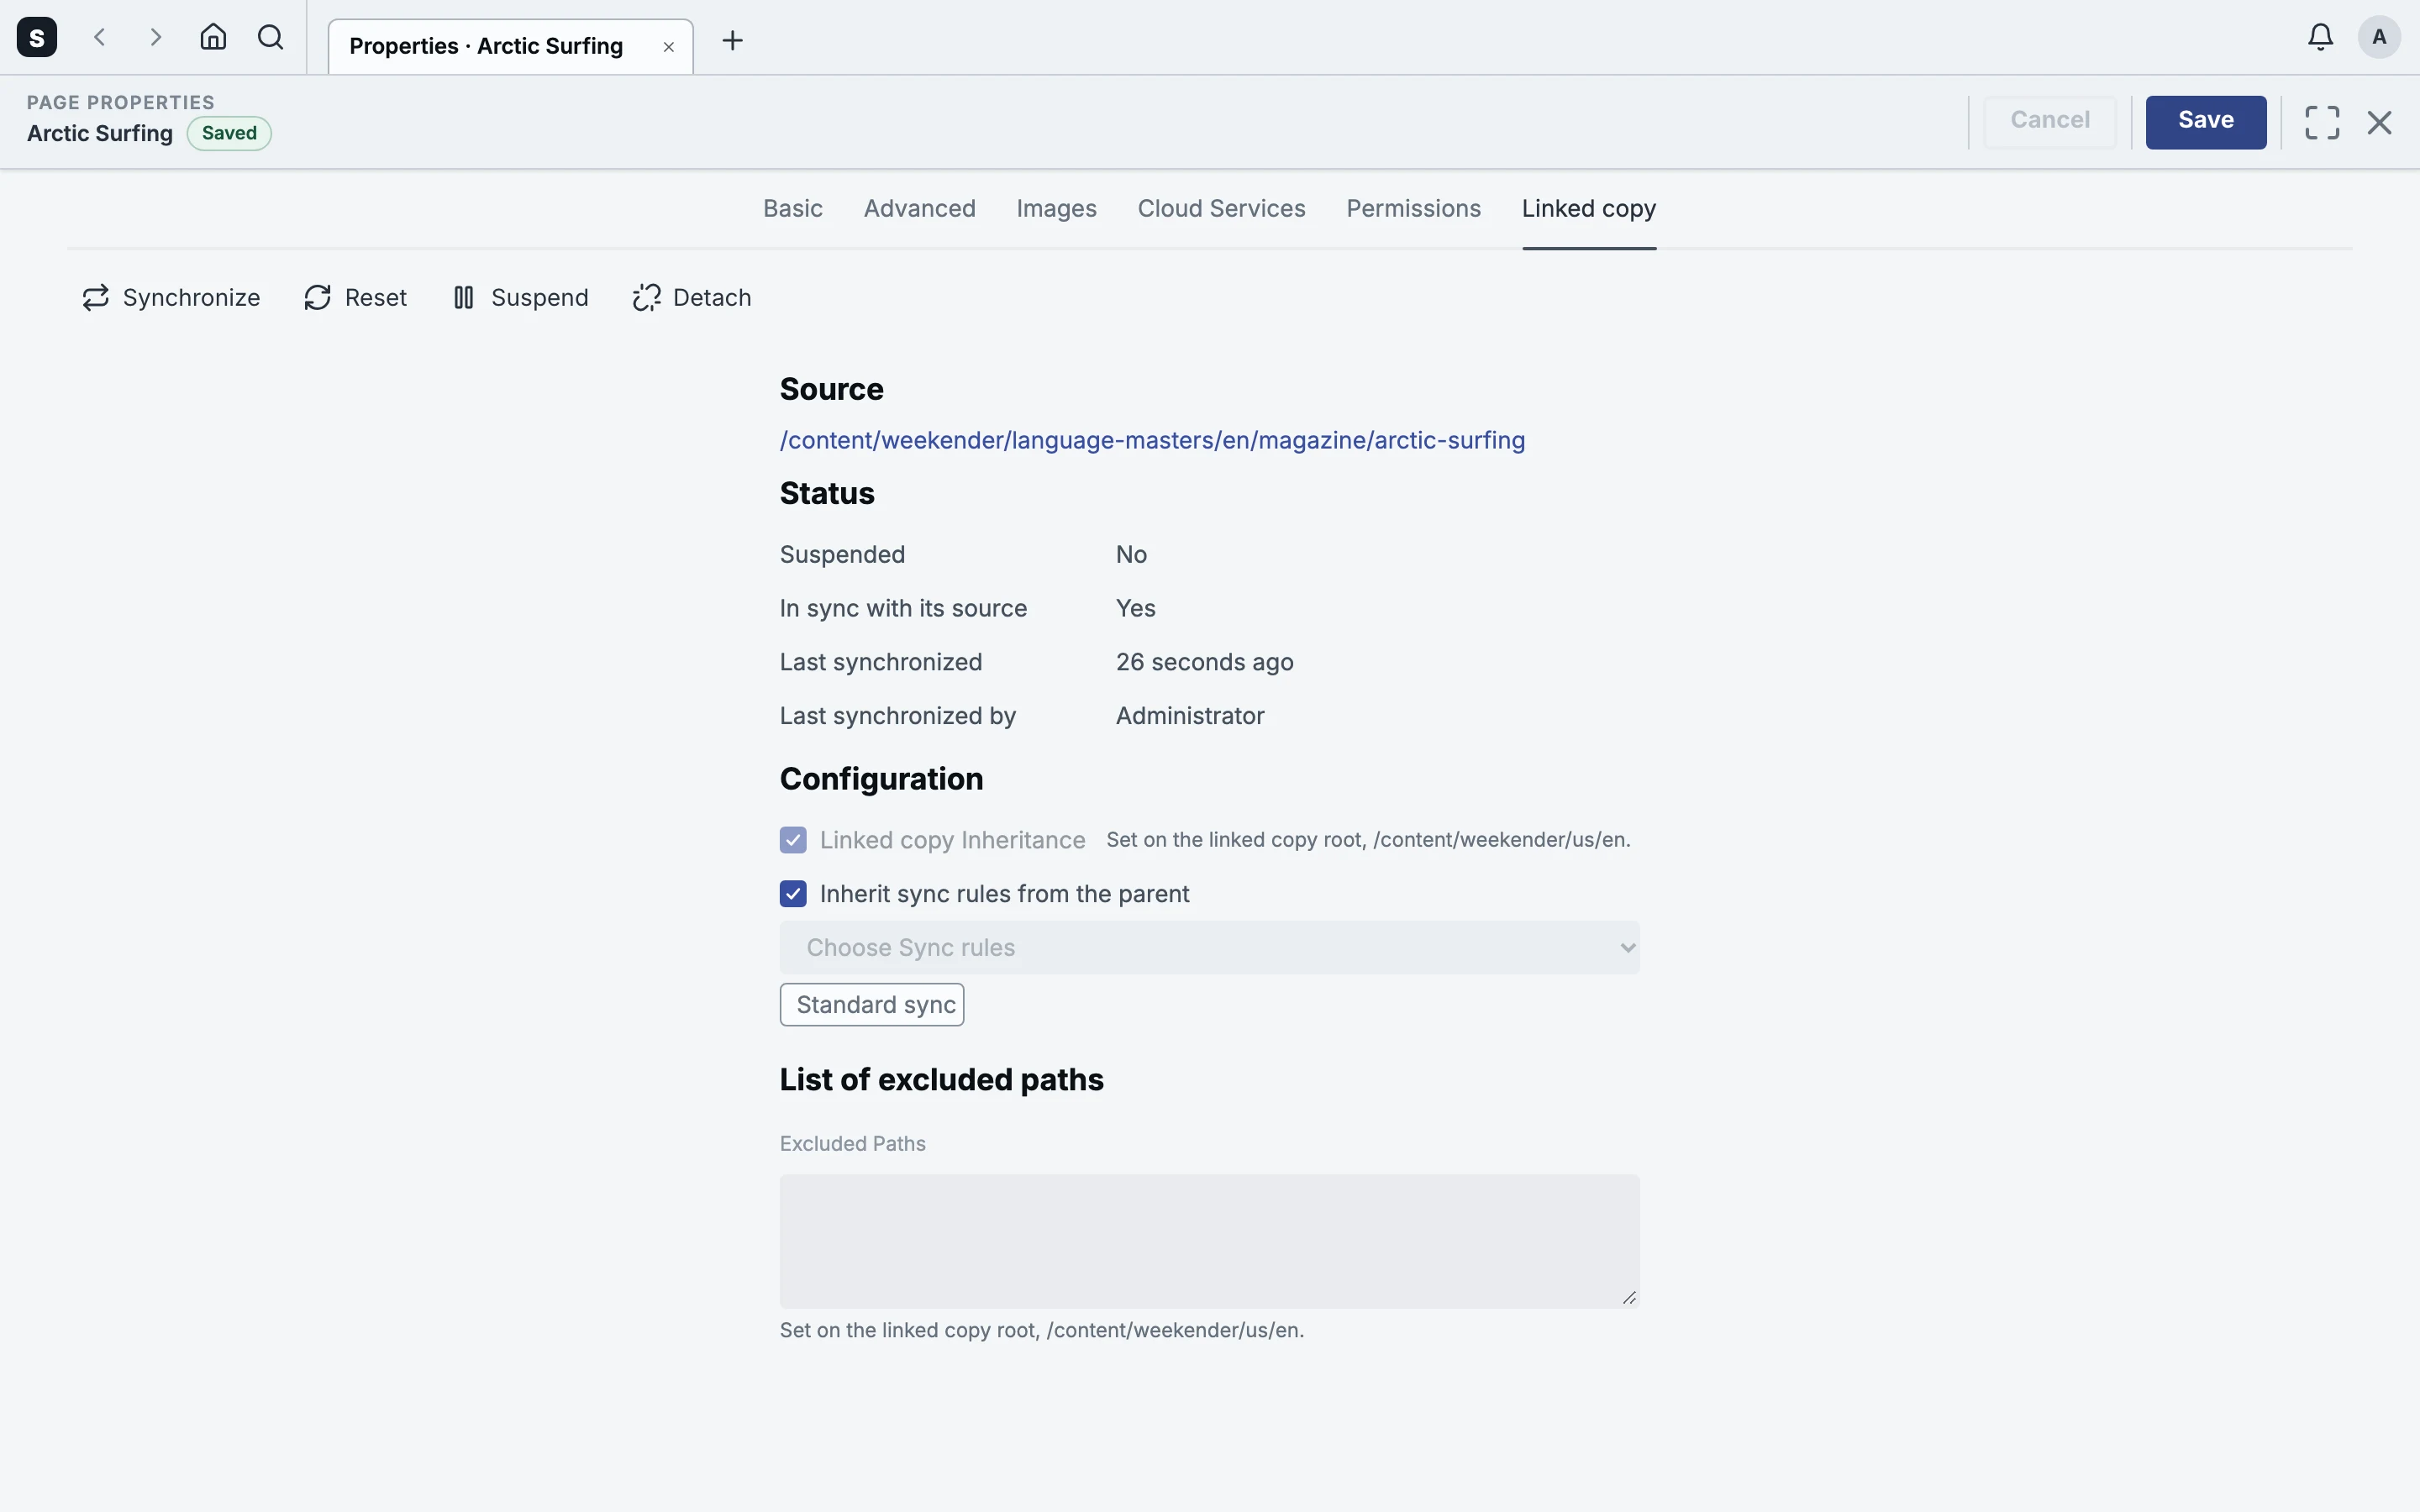 S
Properties · Arctic Surfing
A
PAGE PROPERTIES
Arctic Surfing Saved
Cancel Save
Basic Advanced Images Cloud Services Permissions Linked copy
Synchronize Reset Suspend Detach
Source
/content/weekender/language-masters/en/magazine/arctic-surfing
Status
Suspended No
In sync with its source Yes
Last synchronized 26 seconds ago
Last synchronized by Administrator
Configuration
Linked copy Inheritance Set on the linked copy root, /content/weekender/us/en.
Inherit sync rules from the parent
Choose Sync rules
Standard sync
List of excluded paths
Excluded Paths
Set on the linked copy root, /content/weekender/us/en.